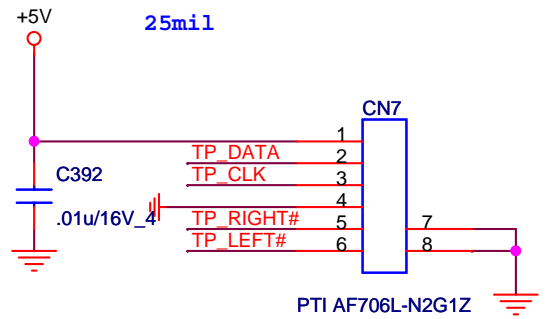 +5V
25mil
CN7
1
TP_DATA 2
C392
TP_CLK 3
4
.01u/16V_4
TP_RIGHT# 5 7
TP_LEFT# 6 8
PTI AF706L-N2G1Z